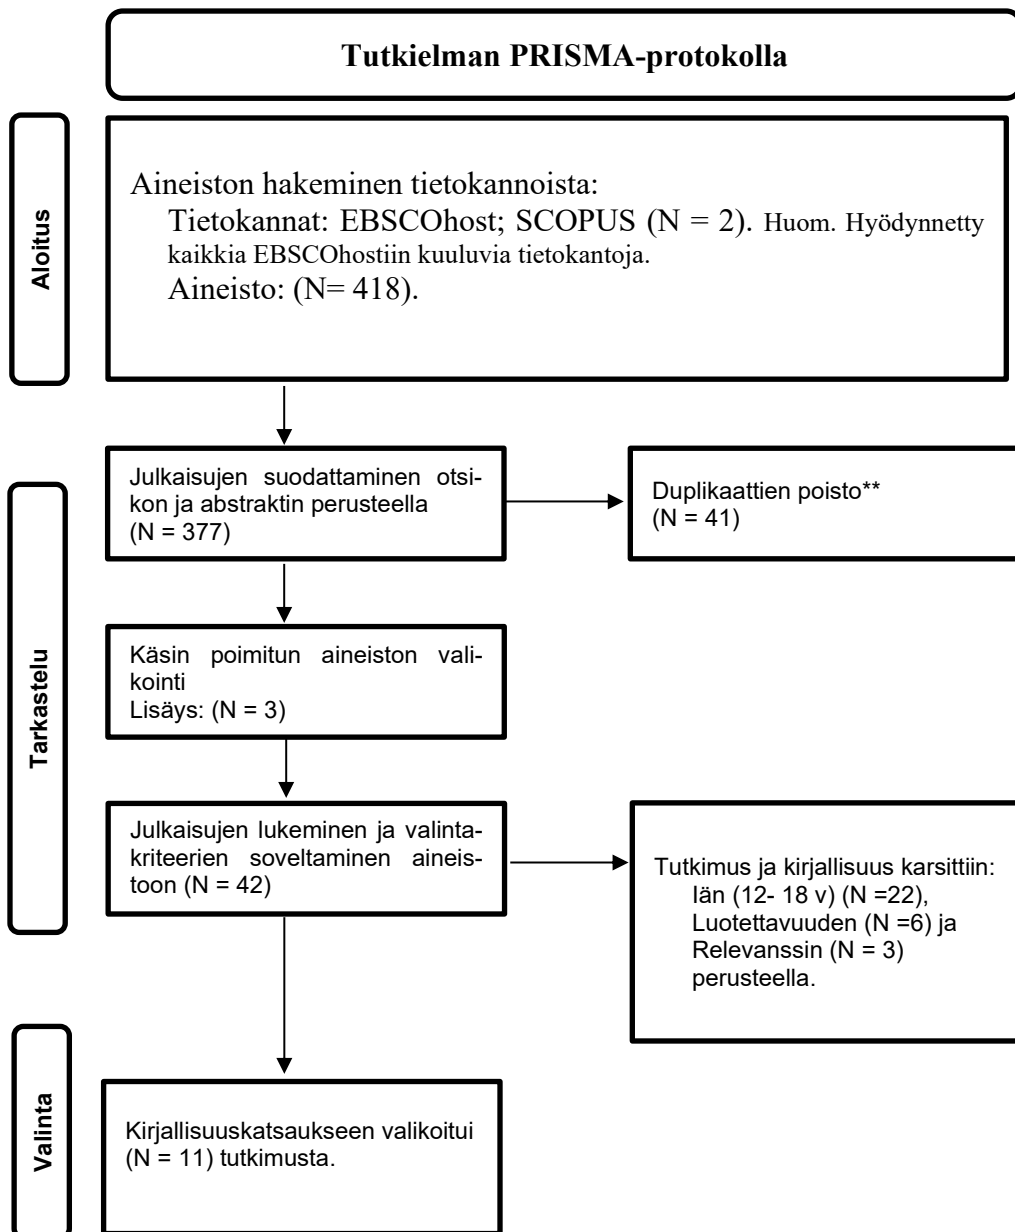 Tutkielman PRISMA-protokolla
Aloitus
Aineiston hakeminen tietokannoista:
Tietokannat: EBSCOhost; SCOPUS (N = 2). Huom. Hyödynnetty
kaikkia EBSCOhostiin kuuluvia tietokantoja.
Aineisto: (N= 418).
Tarkastelu
Julkaisujen suodattaminen otsi-
kon ja abstraktin perusteella
(N = 377)
Duplikaattien poisto**
(N = 41)
Käsin poimitun aineiston vali-
kointi
Lisäys: (N = 3)
Julkaisujen lukeminen ja valinta-
kriteerien soveltaminen aineis-
toon (N = 42)
Tutkimus ja kirjallisuus karsittiin:
Iän (12- 18 v) (N =22),
Luotettavuuden (N =6) ja
Relevanssin (N = 3)
perusteella.
Valinta
Kirjallisuuskatsaukseen valikoitui
(N = 11) tutkimusta.